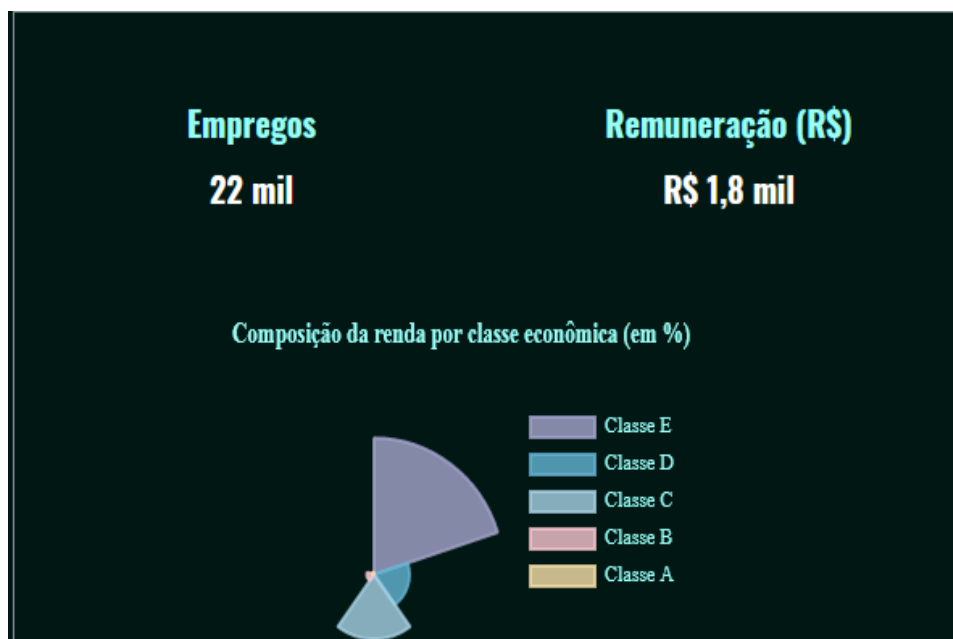 Empregos
Remuneração (R$)
22 mil
R$ 1,8 mil
Composição da renda por classe econômica (em %)
Classe E
Classe D
Classe C
Classe B
Classe A